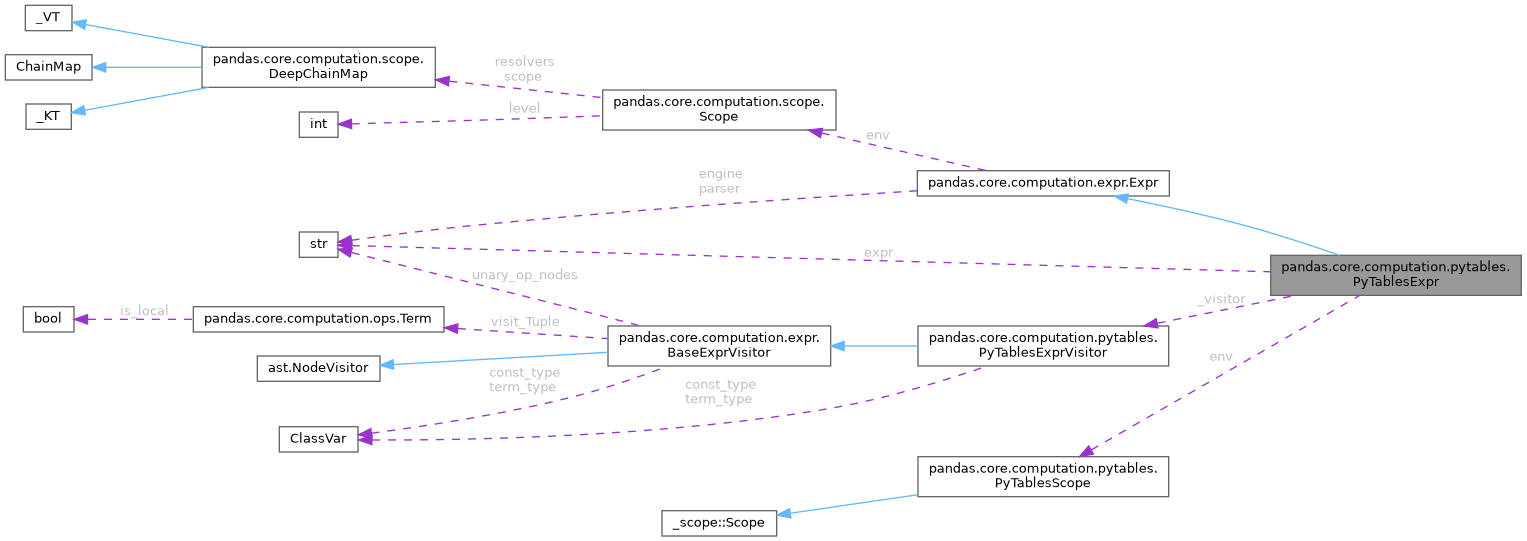 _VT
ChainMap
_KT
pandas.core.computation.scope.
DeepChainMap
resolvers
scope
level
int
pandas.core.computation.scope.
Scope
env
engine
parser
pandas.core.computation.expr.Expr
str
expr
pandas.core.computation.pytables.
PyTablesExpr
unary_op_nodes
_visitor
bool
is_local
pandas.core.computation.ops.Term
visit_Tuple
pandas.core.computation.expr.
BaseExprVisitor
pandas.core.computation.pytables.
PyTablesExprVisitor
env
ast.NodeVisitor
const_type
term_type
const_type
term_type
ClassVar
pandas.core.computation.pytables.
PyTablesScope
_scope::Scope